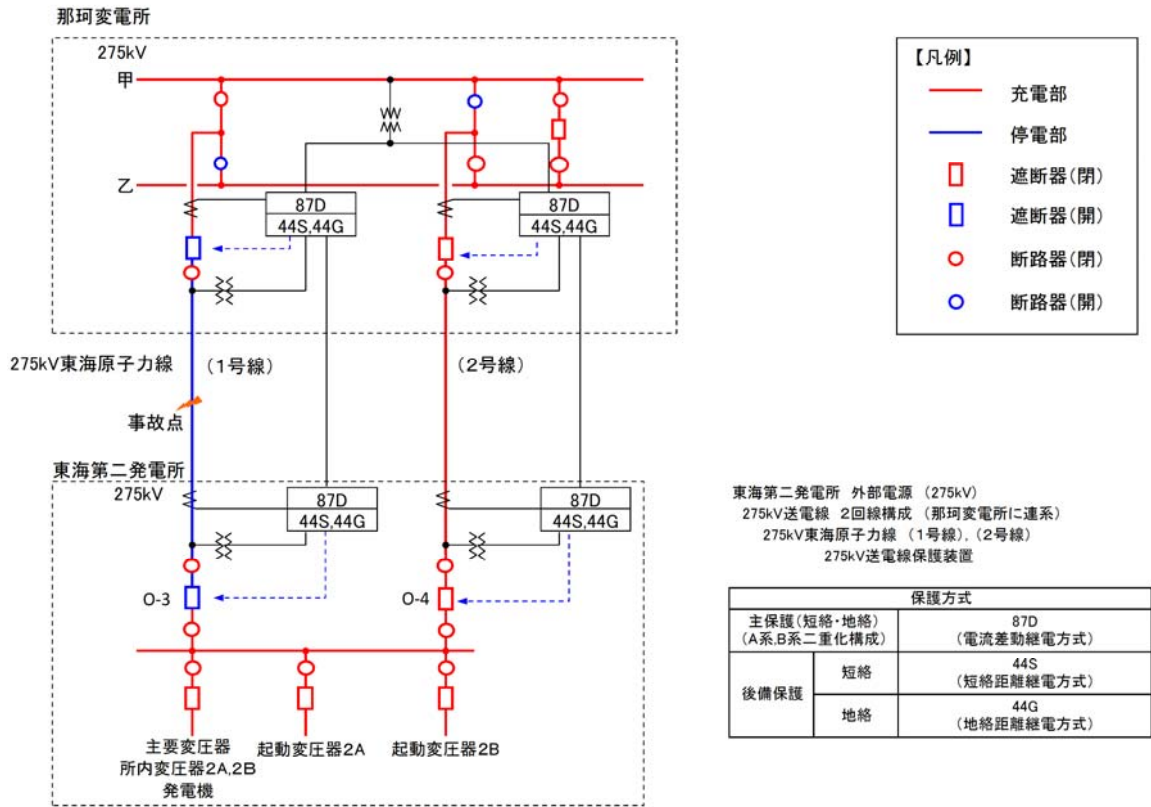 那珂変電所
275kV
甲
乙
87D
44S,44G
87D
44S,44G
275kV東海原子力線
(1号線)
(2号線)
事故点
東海第二発電所
275kV
87D
44S,44G
87D
44S,44G
O-3
O-4
主要変圧器
所内変圧器2A,2B
発電機
起動変圧器2A
起動変圧器2B
【凡例】
充電部
停電部
遮断器(閉)
遮断器(開)
断路器(閉)
断路器(開)
東海第二発電所 外部電源 (275kV)
275kV送電線 2回線構成 (那珂変電所に連系)
275kV東海原子力線 (1号線),(2号線)
275kV送電線保護装置
保護方式
主保護(短絡・地絡)
(A系,B系二重化構成)
87D
(電流差動継電方式)
後備保護
短絡
44S
(短絡距離継電方式)
地絡
44G
(地絡距離継電方式)